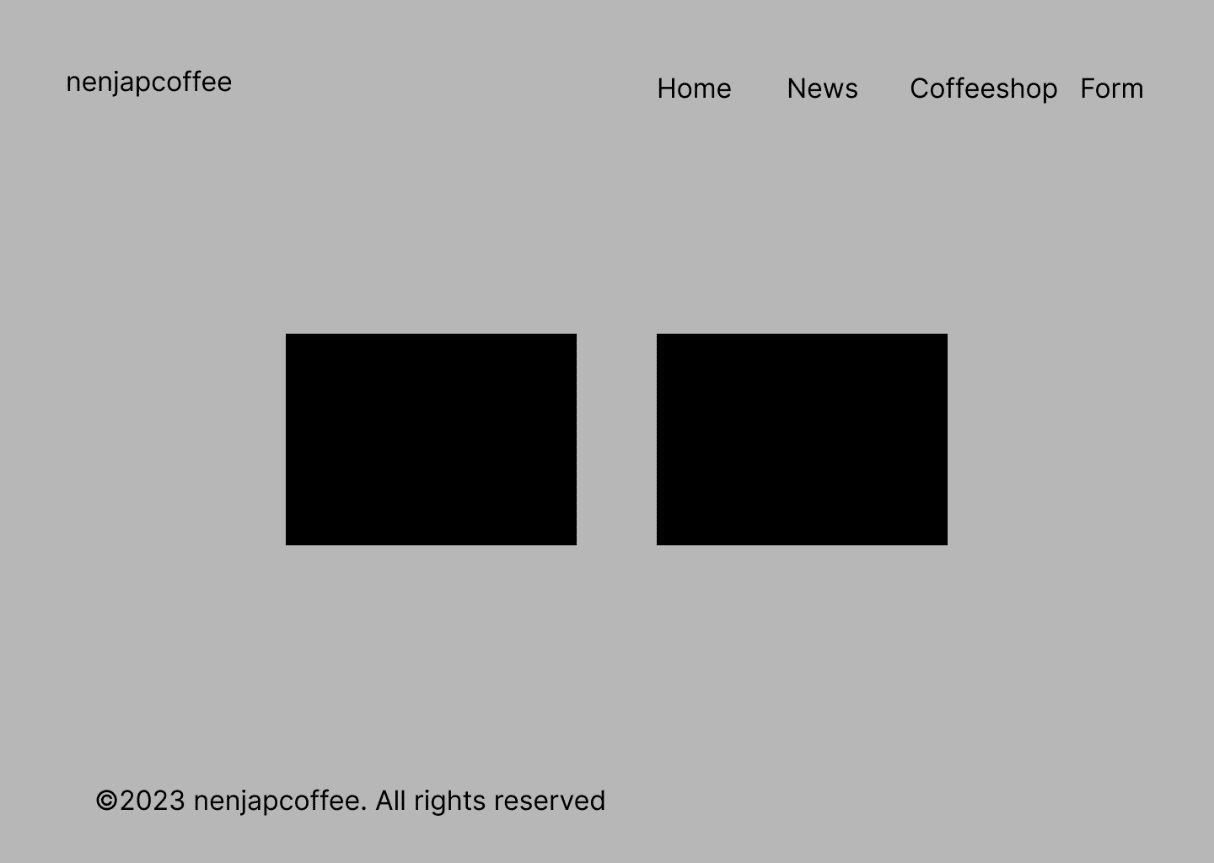 nenjapcoffee
Home News Coffeeshop Form
©2023 nenjapcoffee. All rights reserved